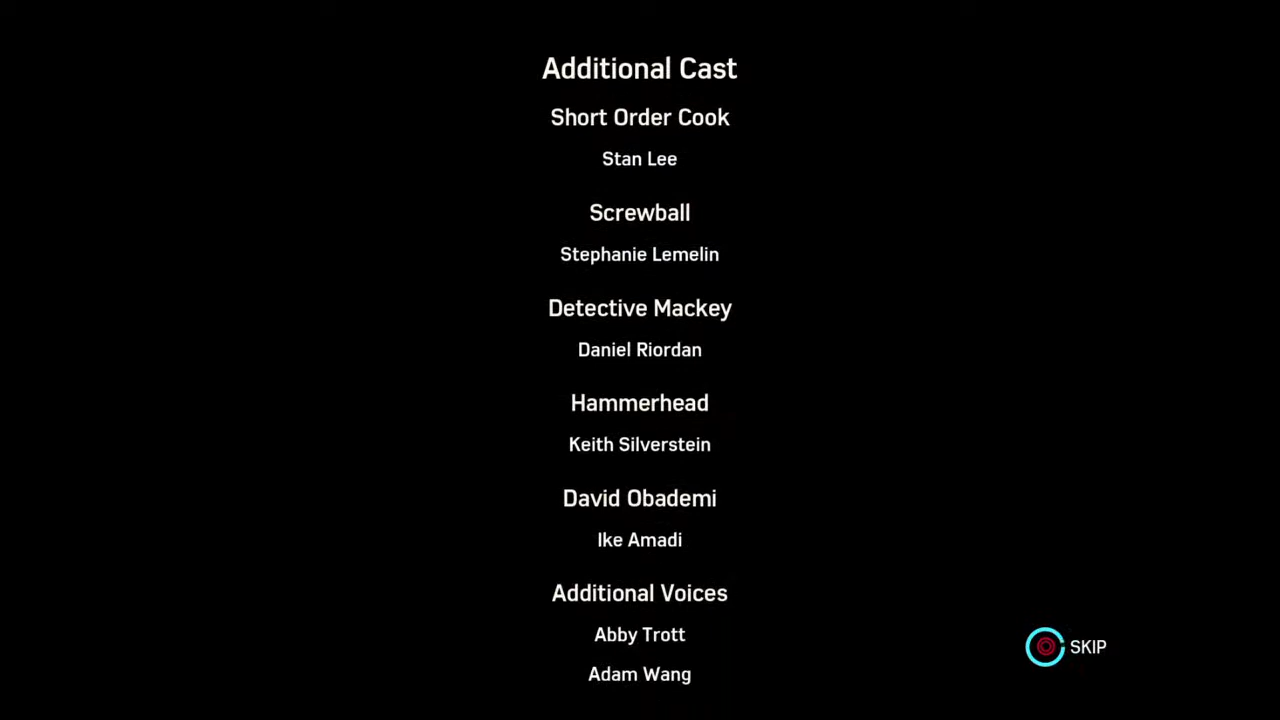 Additional Cast
Short Order Cook
Stan Lee
Screwball
Stephanie Lemelin
Detective Mackey
Daniel Riordan
Hammerhead
Keith Silverstein
David Obademi
Ike Amadi
Additional Voices
Abby Trott
SKIP
Adam Wang